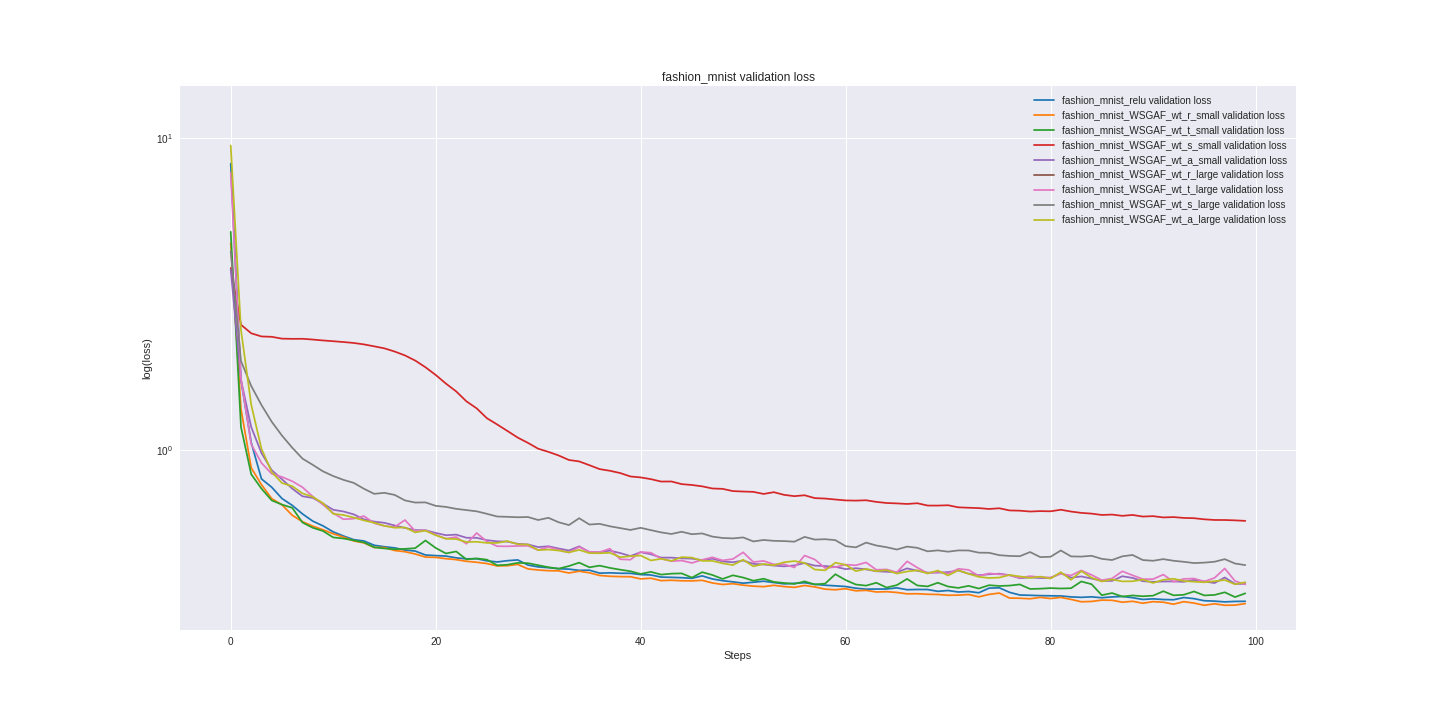 fashion_mnist validation loss
fashion_mnist_relu validation loss
fashion_mnist_WSGAF_wt_r_small validation loss
fashion_mnist_WSGAF_wt_t_small validation loss
fashion_mnist_WSGAF_wt_s_small validation loss
fashion_mnist_WSGAF_wt_a_small validation loss
fashion_mnist_WSGAF_wt_r_large validation loss
fashion_mnist_WSGAF_wt_t_large validation loss
fashion_mnist_WSGAF_wt_s_large validation loss
fashion_mnist_WSGAF_wt_a_large validation loss
10¹
log(loss)
10⁰
0 20 40 60 80 100
Steps